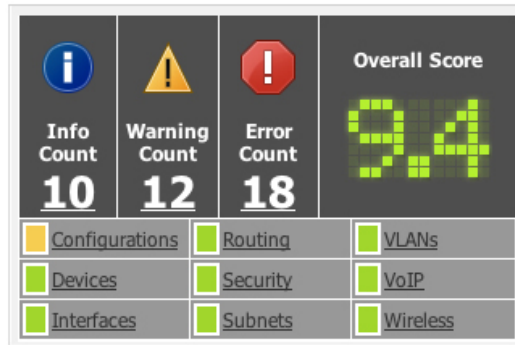 Overall Score
Info Count
Warning Count
Error Count
10
12
18
9.4
Configurations
Routing
VLANs
Devices
Security
VoIP
Interfaces
Subnets
Wireless